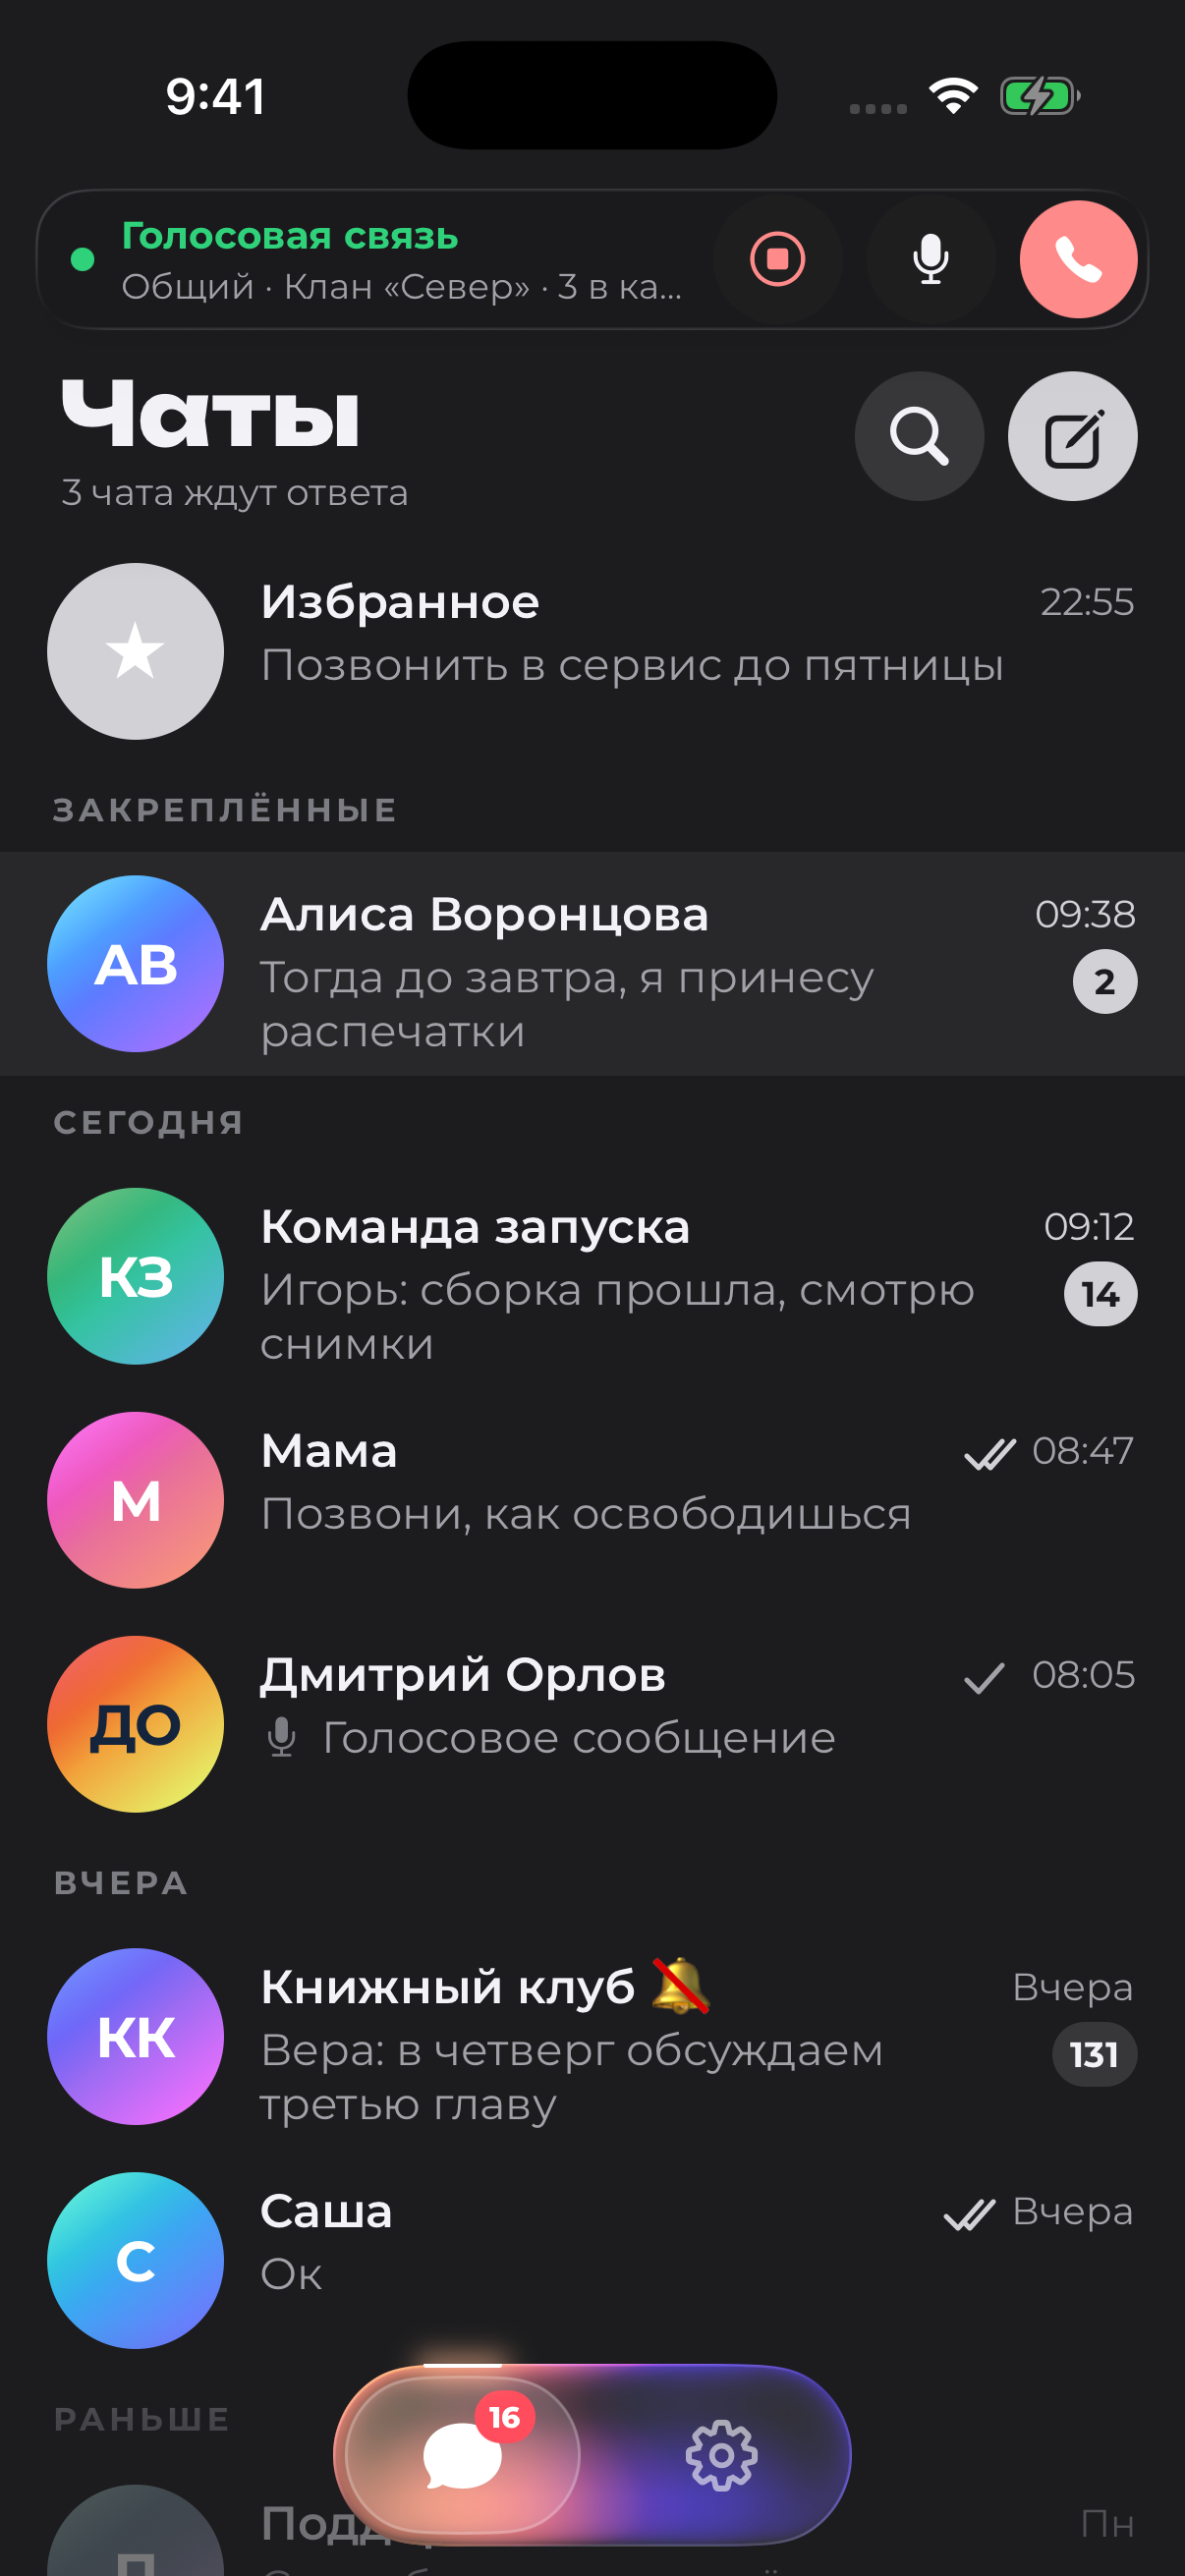 9:41
Голосовая связь
Общий · Клан «Север» · 3 в ка...
Чаты
3 чата ждут ответа
Избранное 22:55
Позвонить в сервис до пятницы
ЗАКРЕПЛЁННЫЕ
АВ Алиса Воронцова 09:38
Тогда до завтра, я принесу 2
распечатки
СЕГОДНЯ
КЗ Команда запуска 09:12
Игорь: сборка прошла, смотрю 14
снимки
М Мама 08:47
Позвони, как освободишься
ДО Дмитрий Орлов 08:05
Голосовое сообщение
ВЧЕРА
КК Книжный клуб Вчера
Вера: в четверг обсуждаем 131
третью главу
С Саша Вчера
Ок
РАНЬШЕ
16
П Пн